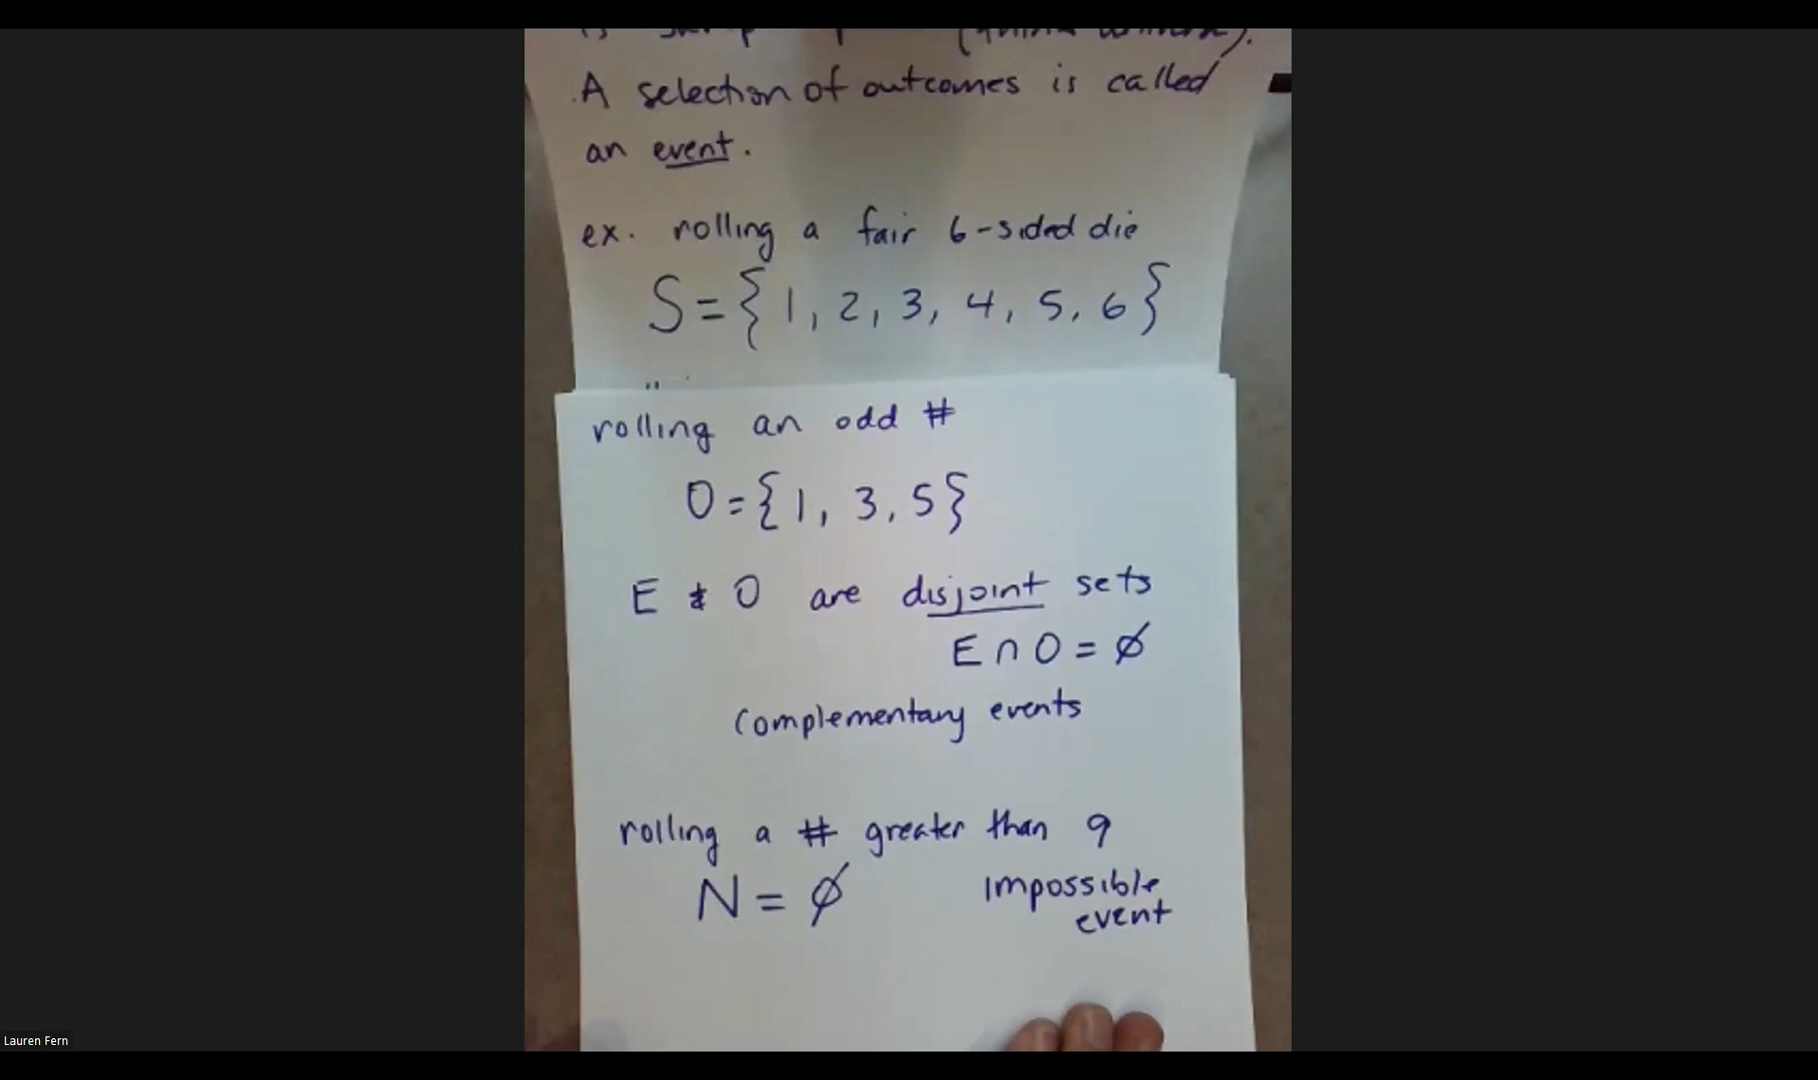 is
A selection of outcomes is called
an event.
ex. rolling a fair 6-sided die
S = { 1, 2, 3, 4, 5, 6 }
rolling an odd #
O = { 1, 3, 5 }
E & O are disjoint sets
E ∩ O = ∅
complementary events
rolling a # greater than 9
N = ∅ impossible
event
Lauren Fern